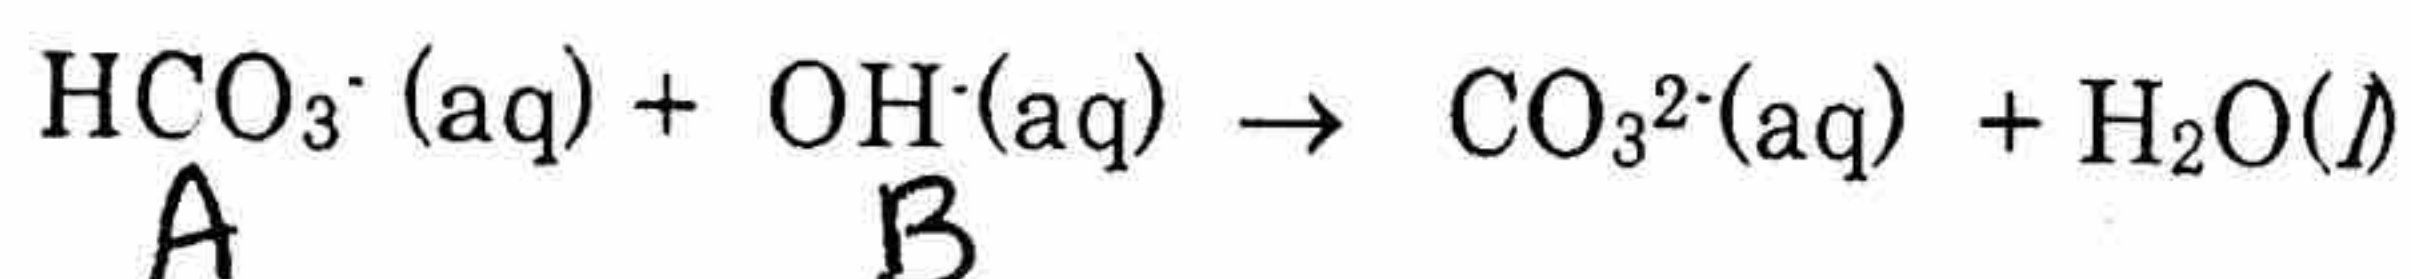 HCO₃⁻ (aq) + OH⁻(aq) → CO₃²⁻(aq) + H₂O(l)
A B